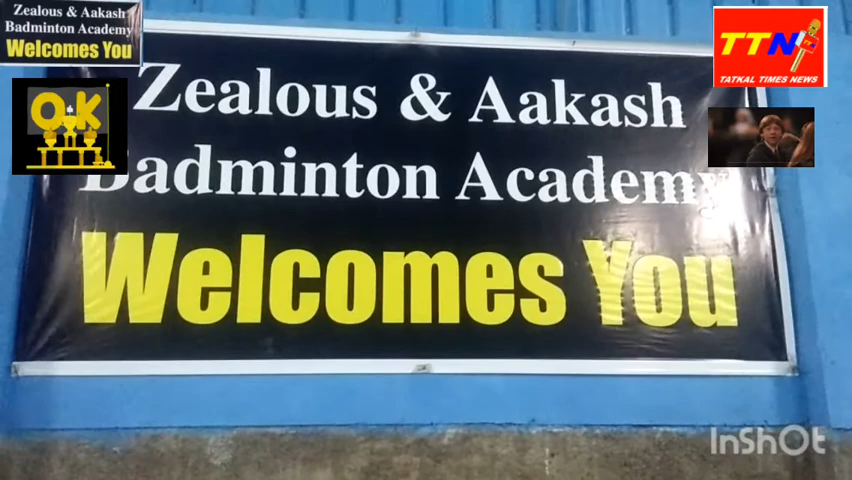 Zealous & Aakash
Badminton Academy
Welcomes You
OK
TTN
TATKAL TIMES NEWS
Zealous & Aakash
Badminton Academy
Welcomes You
InShOt